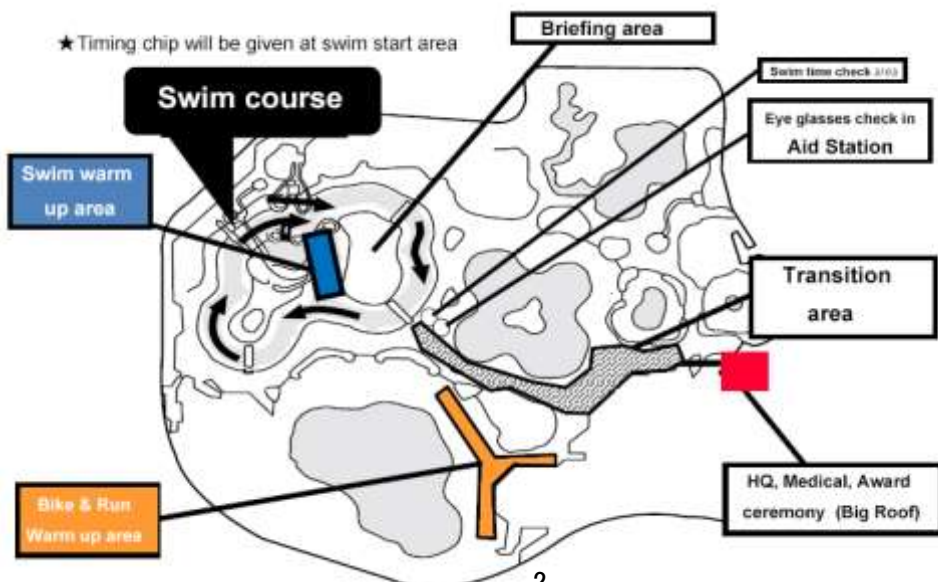 ★Timing chip will be given at swim start area
Briefing area
Swim time check area
Swim course
Eye glasses check in
Aid Station
Swim warm
up area
Transition
area
Bike & Run
Warm up area
HQ, Medical, Award
ceremony (Big Roof)
2